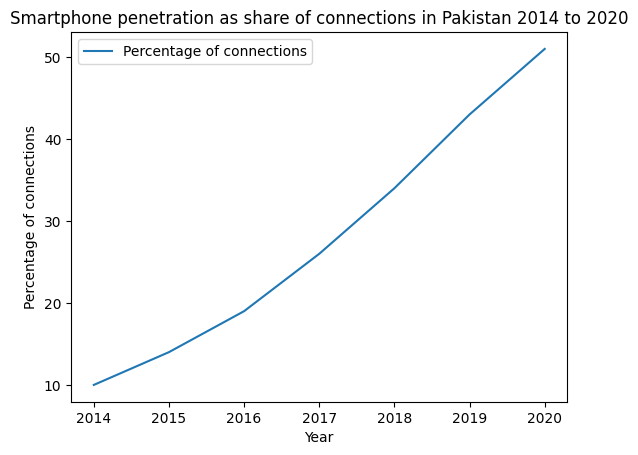 Smartphone penetration as share of connections in Pakistan 2014 to 2020
Percentage of connections
Percentage of connections
50
40
30
20
10
2014 2015 2016 2017 2018 2019 2020
Year